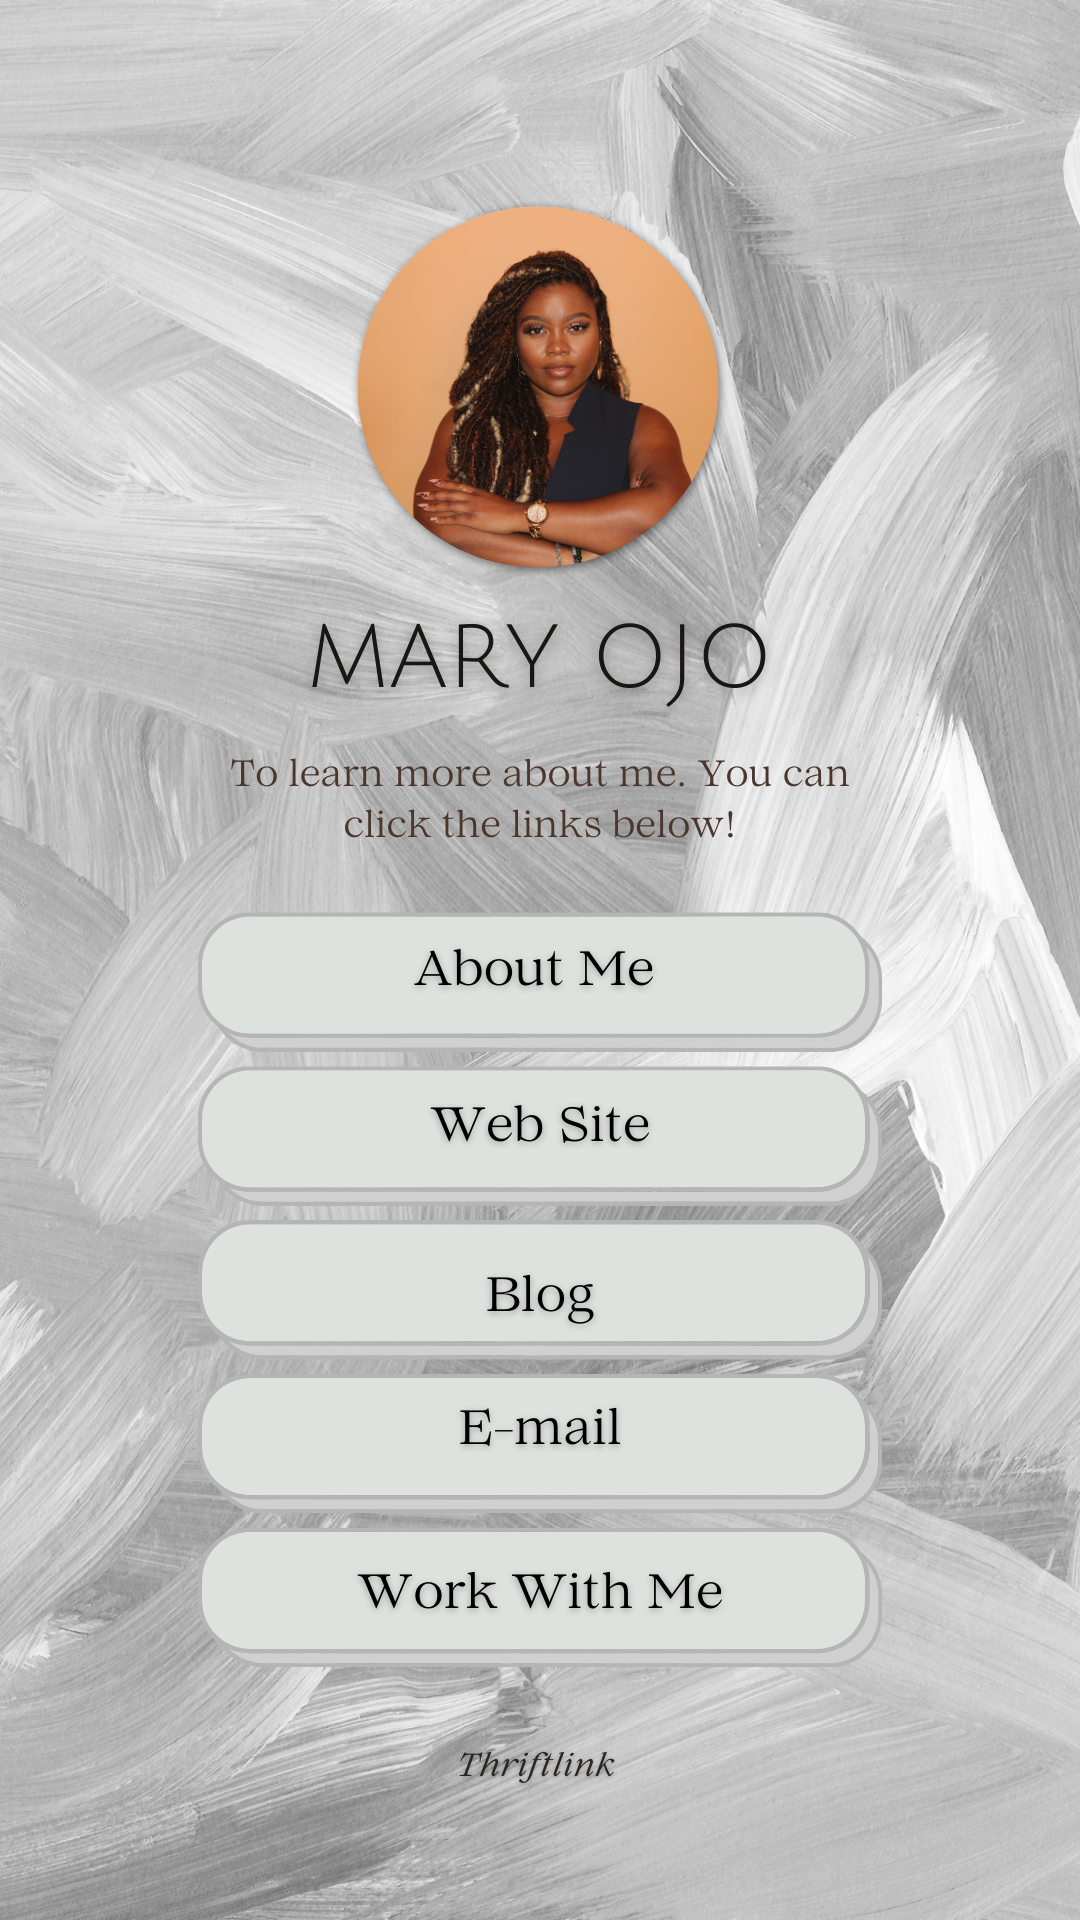 MARY OJO
To learn more about me. You can
click the links below!
About Me
Web Site
Blog
E-mail
Work With Me
Thriftlink